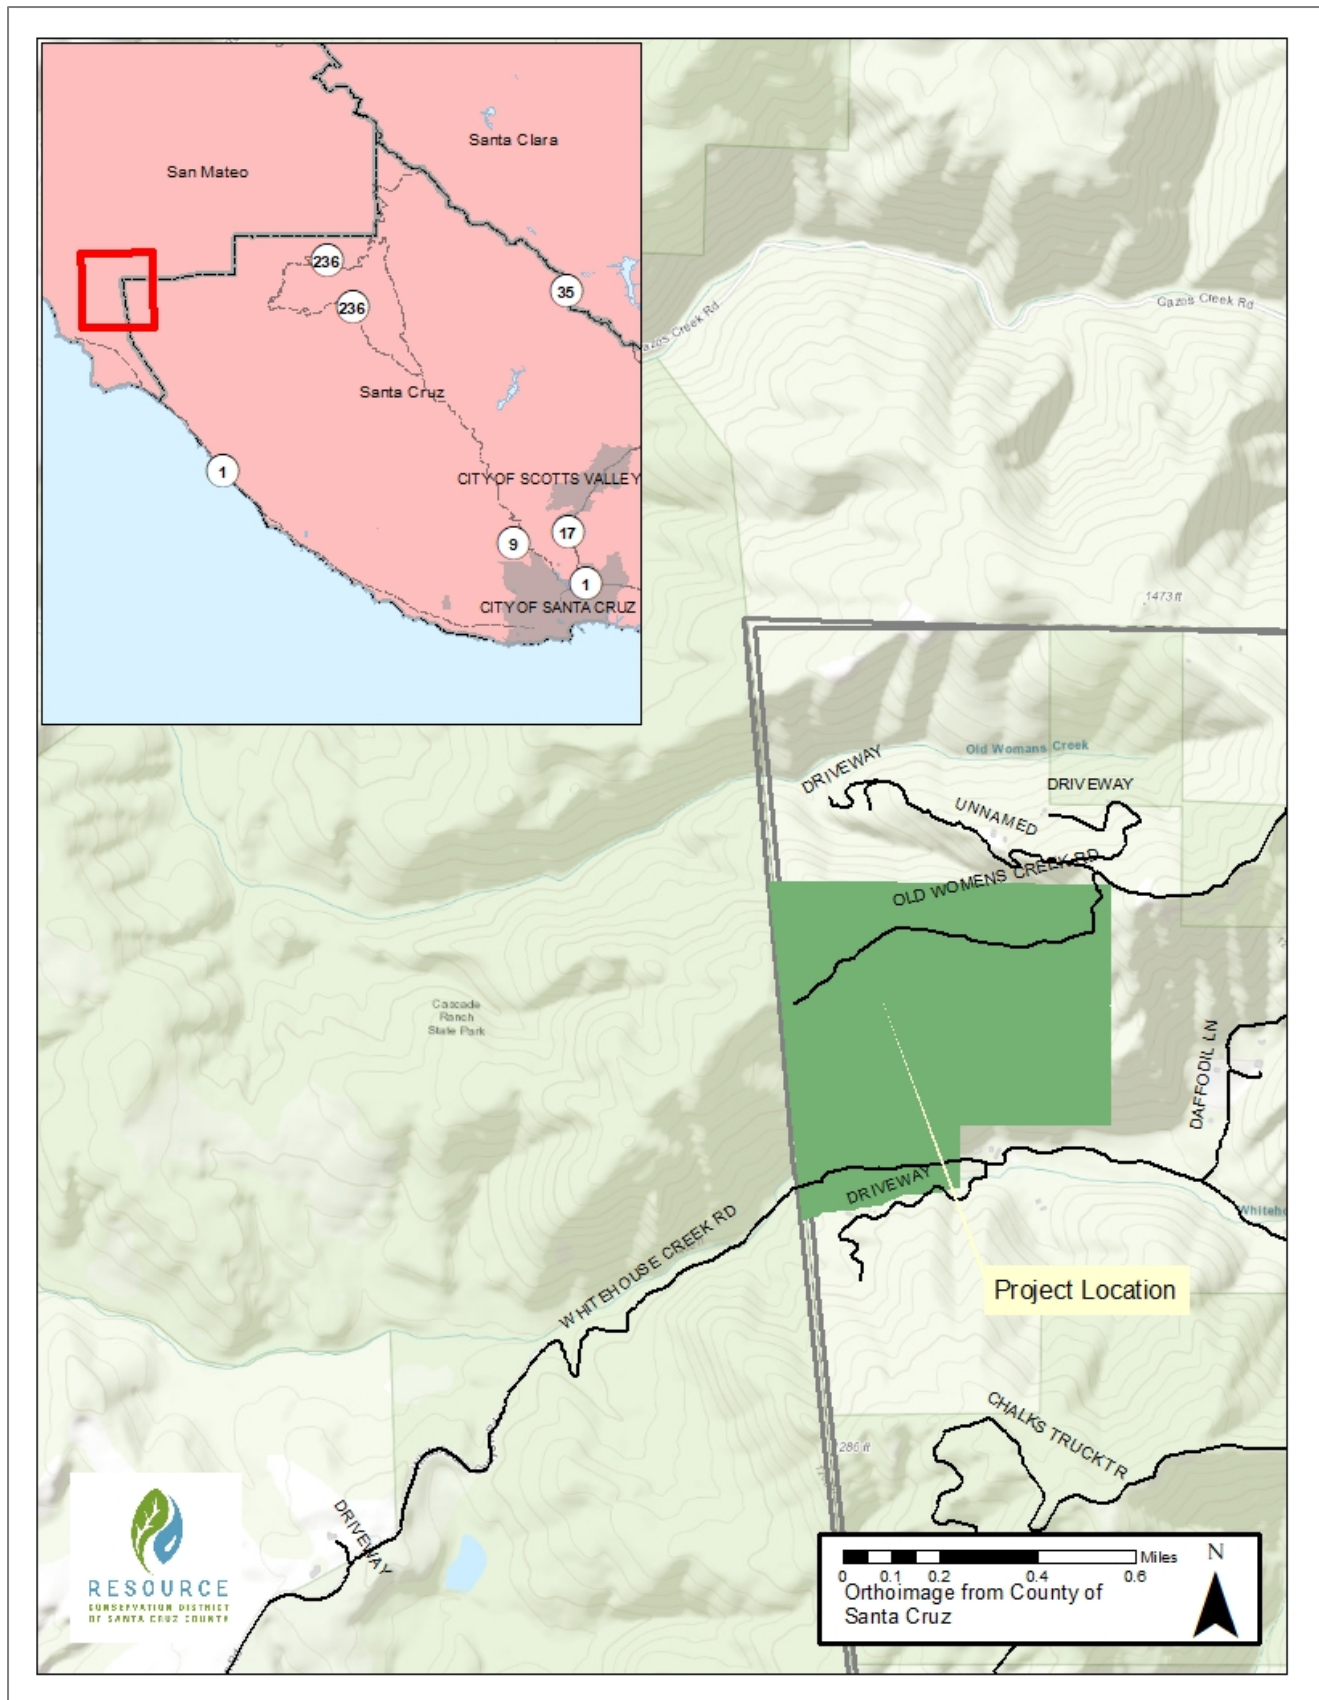 Santa Clara
San Mateo
236
35
236
Santa Cruz
1
CITY OF SCOTTS VALLEY
17
9
1
CITY OF SANTA CRUZ
Gazos Creek Rd
azos Creek Rd
1473 ft
Old Womans Creek
DRIVEWAY
DRIVEWAY
UNNAMED
OLD WOMENS CREEK RD
Cascade
Ranch
State Park
DAFFODIL LN
DRIVEWAY
Whiteho
WHITEHOUSE CREEK RD
Project Location
CHALKS TRUCK TR
286 ft
DRIVEWAY
RESOURCE
CONSERVATION DISTRICT
OF SANTA CRUZ COUNTY
Miles
N
0 0.1 0.2 0.4 0.6
Orthoimage from County of
Santa Cruz